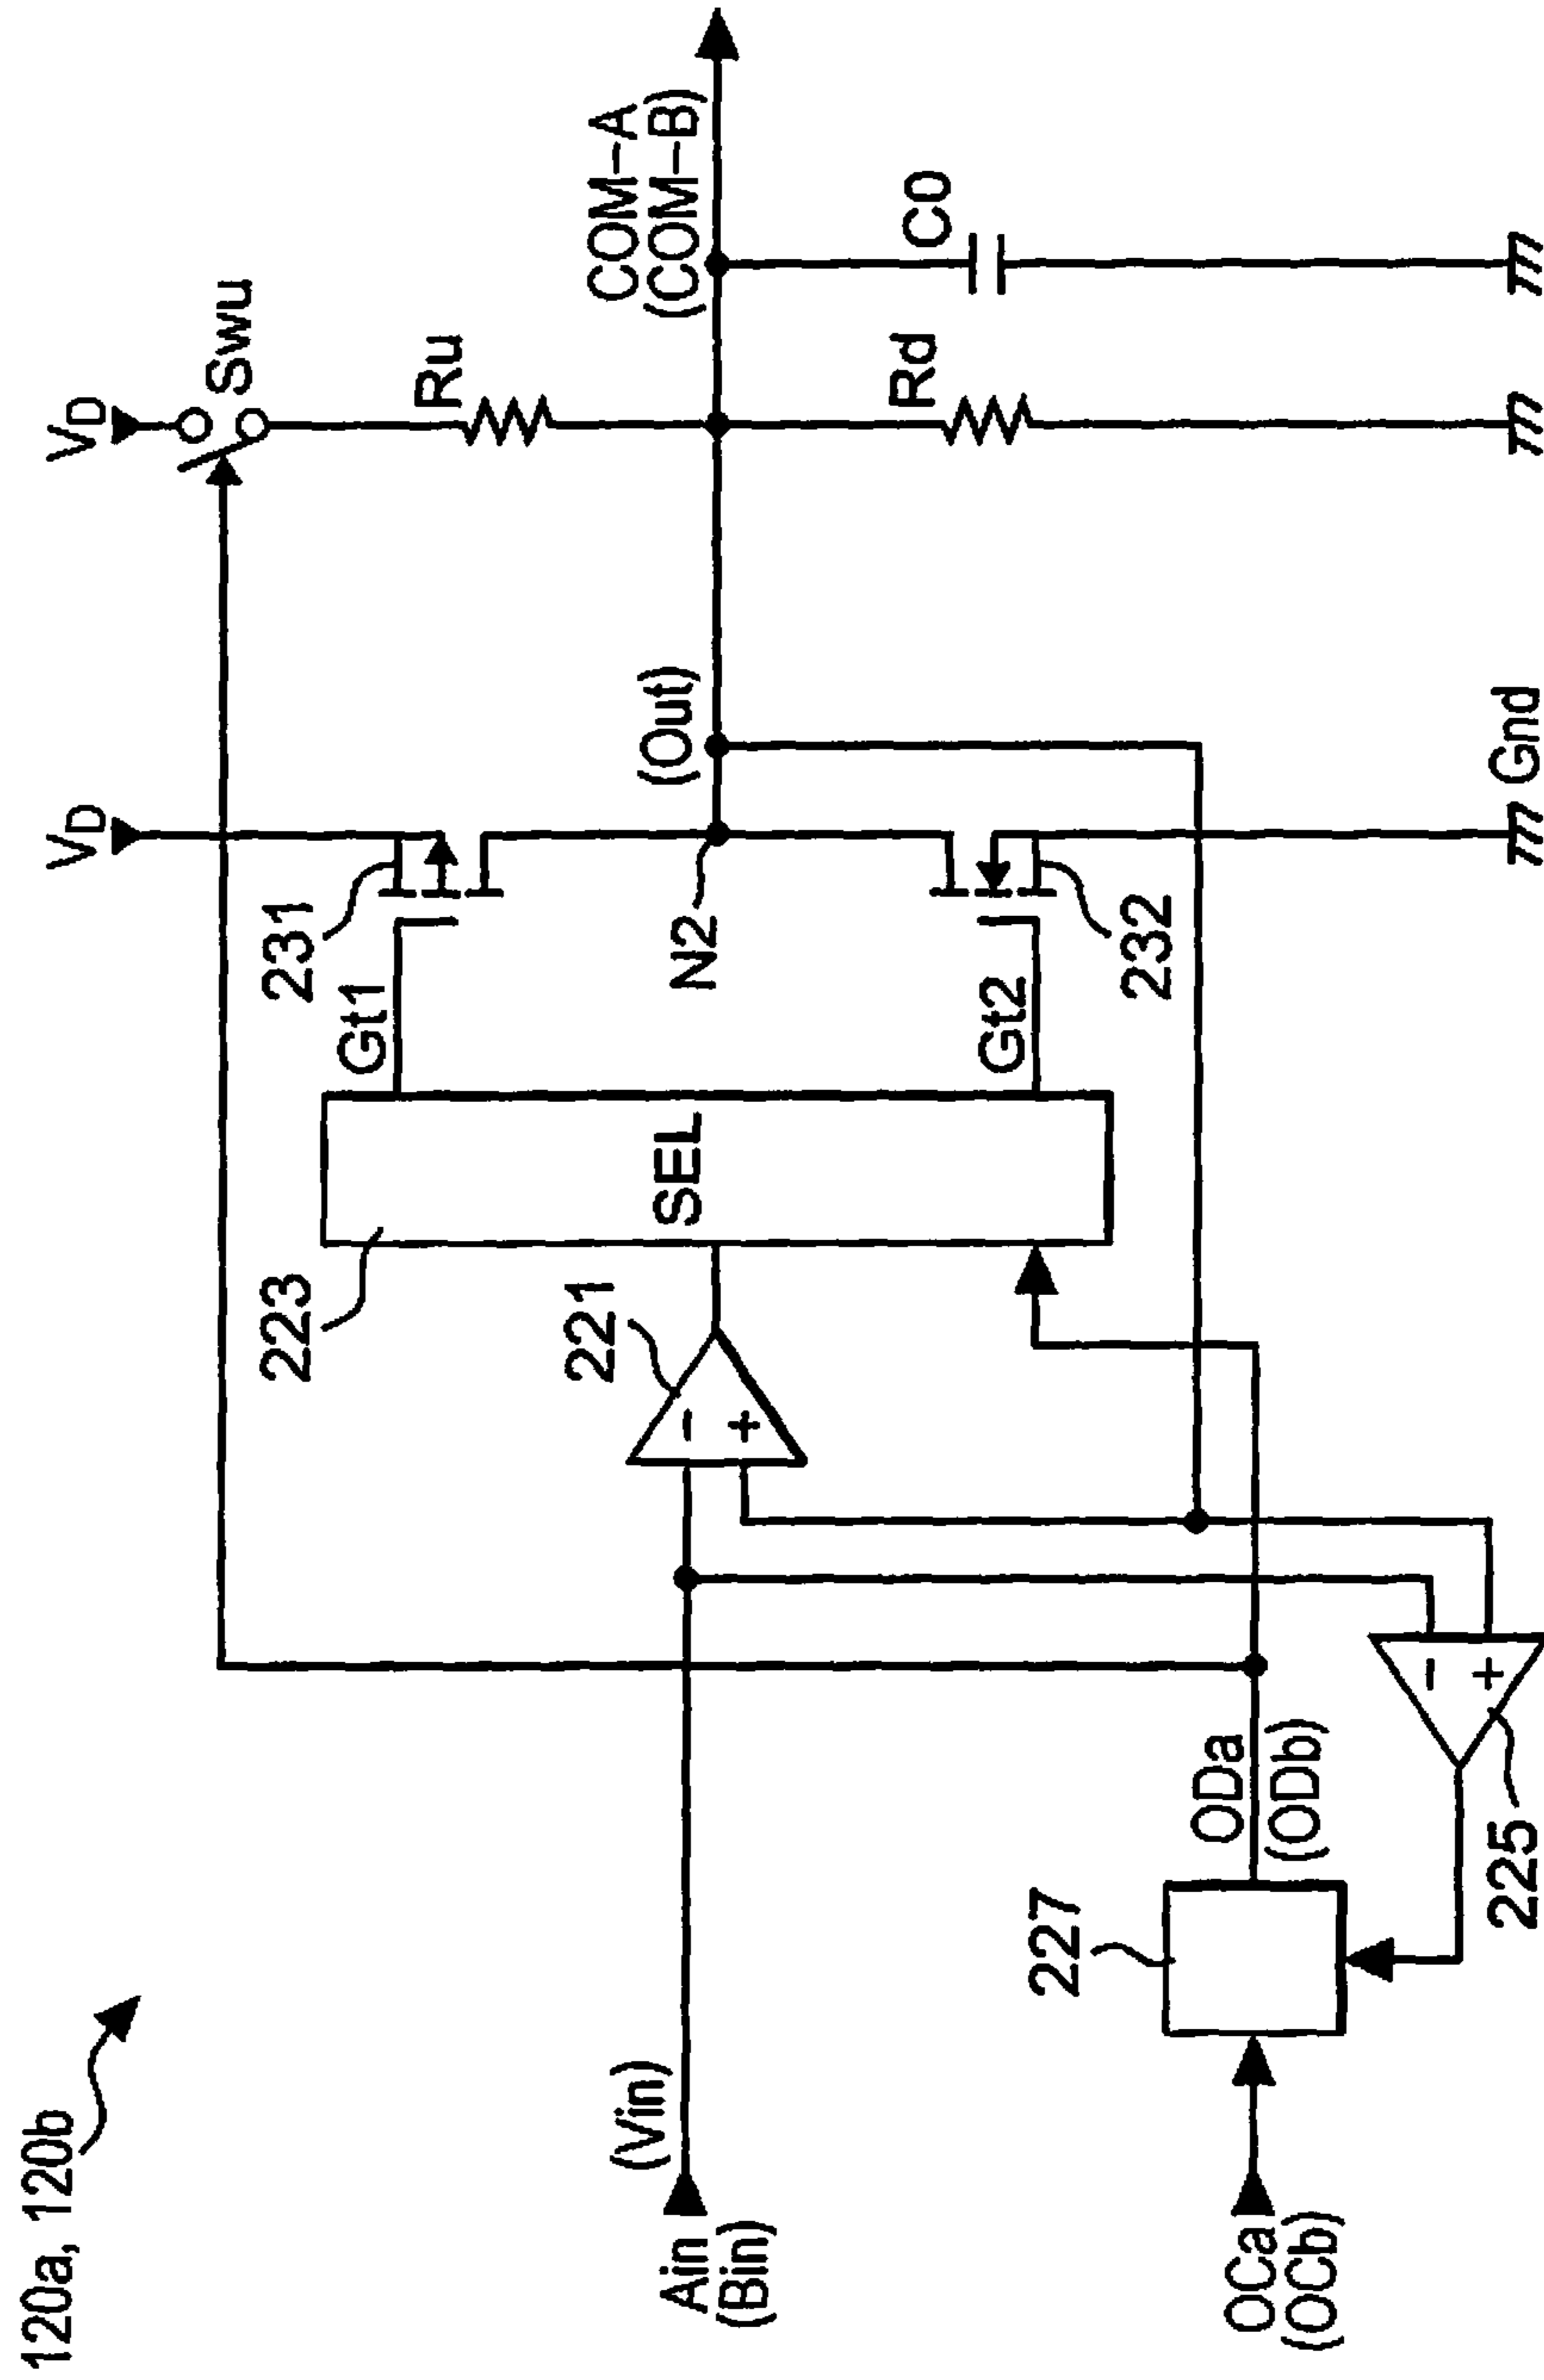 120a, 120b
VD
VD
Swu
231
Ru
223
Gt1
COM–A
(COM–B)
221
SEL
N2
(Out)
(Vin)
Ain
(Bin)
−
+
Gt2
232
Rd
C0
227
ODa
(ODb)
OCa
(OCb)
−
+
225
Gnd